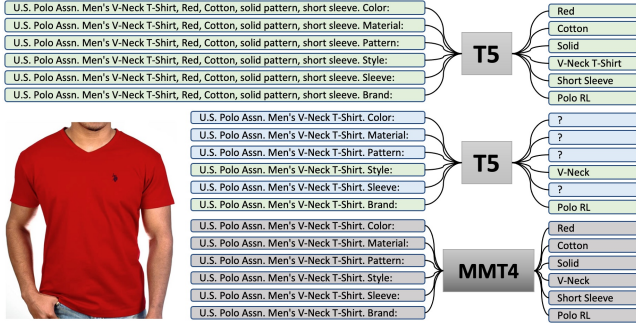 U.S. Polo Assn. Men's V-Neck T-Shirt, Red, Cotton, solid pattern, short sleeve. Color:
U.S. Polo Assn. Men's V-Neck T-Shirt, Red, Cotton, solid pattern, short sleeve. Material:
U.S. Polo Assn. Men's V-Neck T-Shirt, Red, Cotton, solid pattern, short sleeve. Pattern:
U.S. Polo Assn. Men's V-Neck T-Shirt, Red, Cotton, solid pattern, short sleeve. Style:
U.S. Polo Assn. Men's V-Neck T-Shirt, Red, Cotton, solid pattern, short sleeve. Sleeve:
U.S. Polo Assn. Men's V-Neck T-Shirt, Red, Cotton, solid pattern, short sleeve. Brand:
T5
Red
Cotton
Solid
V-Neck T-Shirt
Short Sleeve
Polo RL
U.S. Polo Assn. Men's V-Neck T-Shirt. Color:
U.S. Polo Assn. Men's V-Neck T-Shirt. Material:
U.S. Polo Assn. Men's V-Neck T-Shirt. Pattern:
U.S. Polo Assn. Men's V-Neck T-Shirt. Style:
U.S. Polo Assn. Men's V-Neck T-Shirt. Sleeve:
U.S. Polo Assn. Men's V-Neck T-Shirt. Brand:
T5
?
?
?
V-Neck
?
Polo RL
U.S. Polo Assn. Men's V-Neck T-Shirt. Color:
U.S. Polo Assn. Men's V-Neck T-Shirt. Material:
U.S. Polo Assn. Men's V-Neck T-Shirt. Pattern:
U.S. Polo Assn. Men's V-Neck T-Shirt. Style:
U.S. Polo Assn. Men's V-Neck T-Shirt. Sleeve:
U.S. Polo Assn. Men's V-Neck T-Shirt. Brand:
MMT4
Red
Cotton
Solid
V-Neck
Short Sleeve
Polo RL